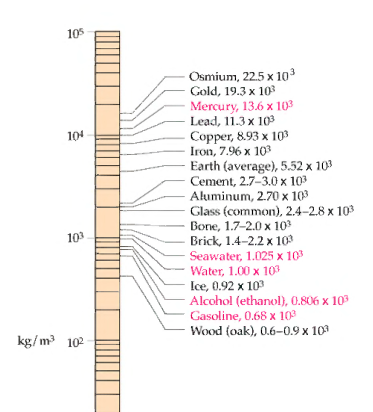 10⁵
Osmium, 22.5 x 10³
Gold, 19.3 x 10³
Mercury, 13.6 x 10³
Lead, 11.3 x 10³
10⁴
Copper, 8.93 x 10³
Iron, 7.96 x 10³
Earth (average), 5.52 x 10³
Cement, 2.7–3.0 x 10³
Aluminum, 2.70 x 10³
Glass (common), 2.4–2.8 x 10³
Bone, 1.7–2.0 x 10³
10³
Brick, 1.4–2.2 x 10³
Seawater, 1.025 x 10³
Water, 1.00 x 10³
Ice, 0.92 x 10³
Alcohol (ethanol), 0.806 x 10³
Gasoline, 0.68 x 10³
Wood (oak), 0.6–0.9 x 10³
kg/m³ 10²